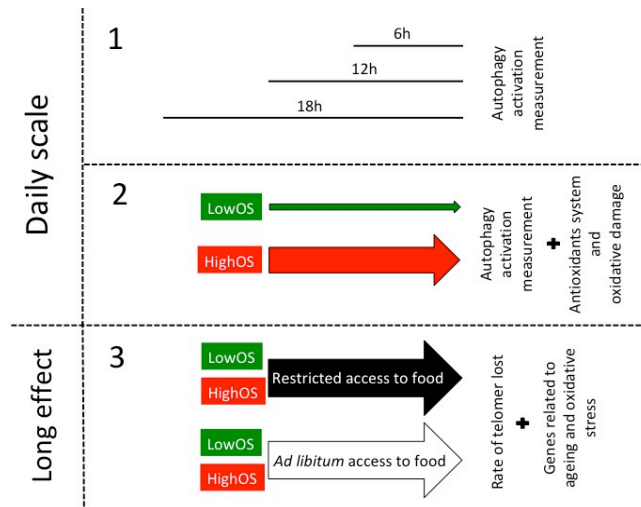 Daily scale
1
6h
12h
18h
Autophagy
activation
measurement
2
LowOS
HighOS
Autophagy
activation
measurement
+
Antioxidants system
and
oxidative damage
Long effect
3
LowOS
HighOS
Restricted access to food
LowOS
HighOS
Ad libitum access to food
Rate of telomer lost
+
Genes related to
ageing and oxidative
stress